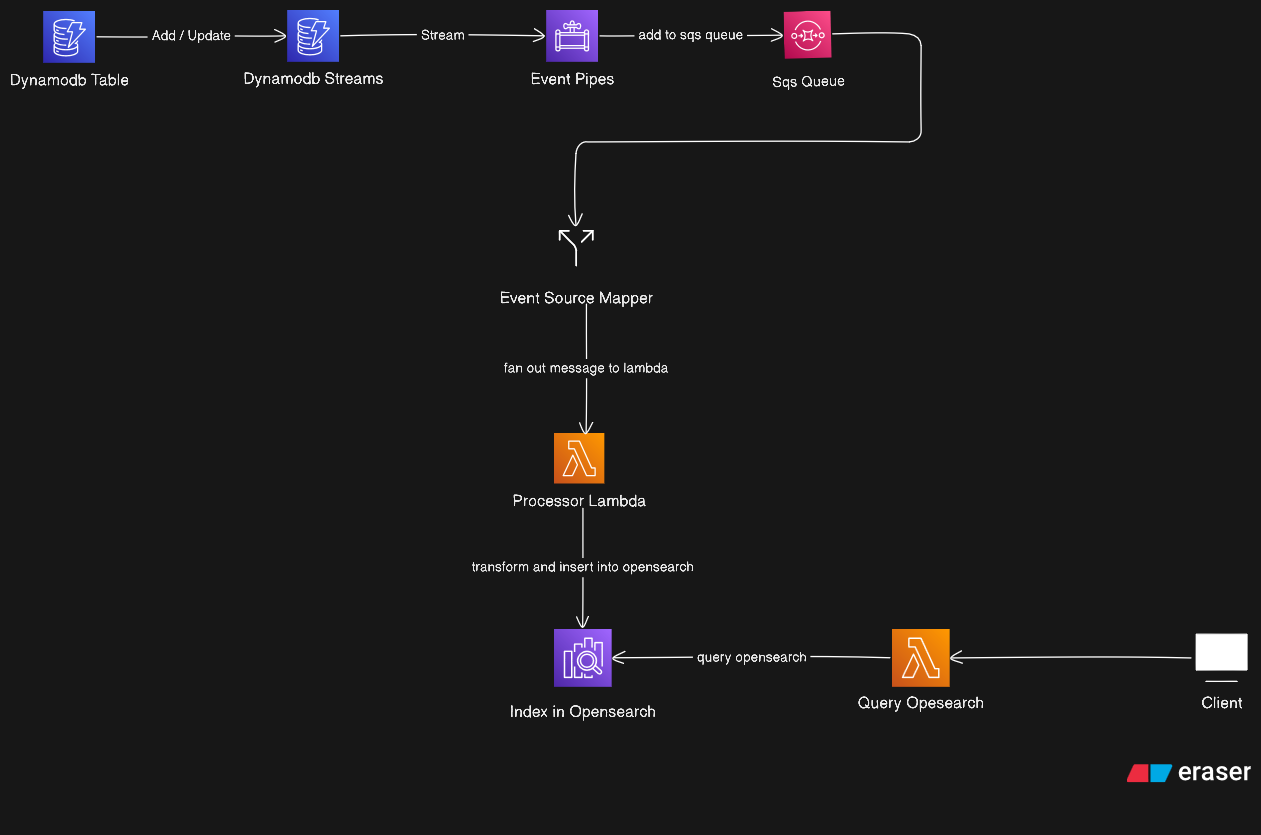 Add / Update
Stream
add to sqs queue
Dynamodb Table
Dynamodb Streams
Event Pipes
Sqs Queue
Event Source Mapper
fan out message to lambda
Processor Lambda
transform and insert into opensearch
query opensearch
Index in Opensearch
Query Opesearch
Client
eraser